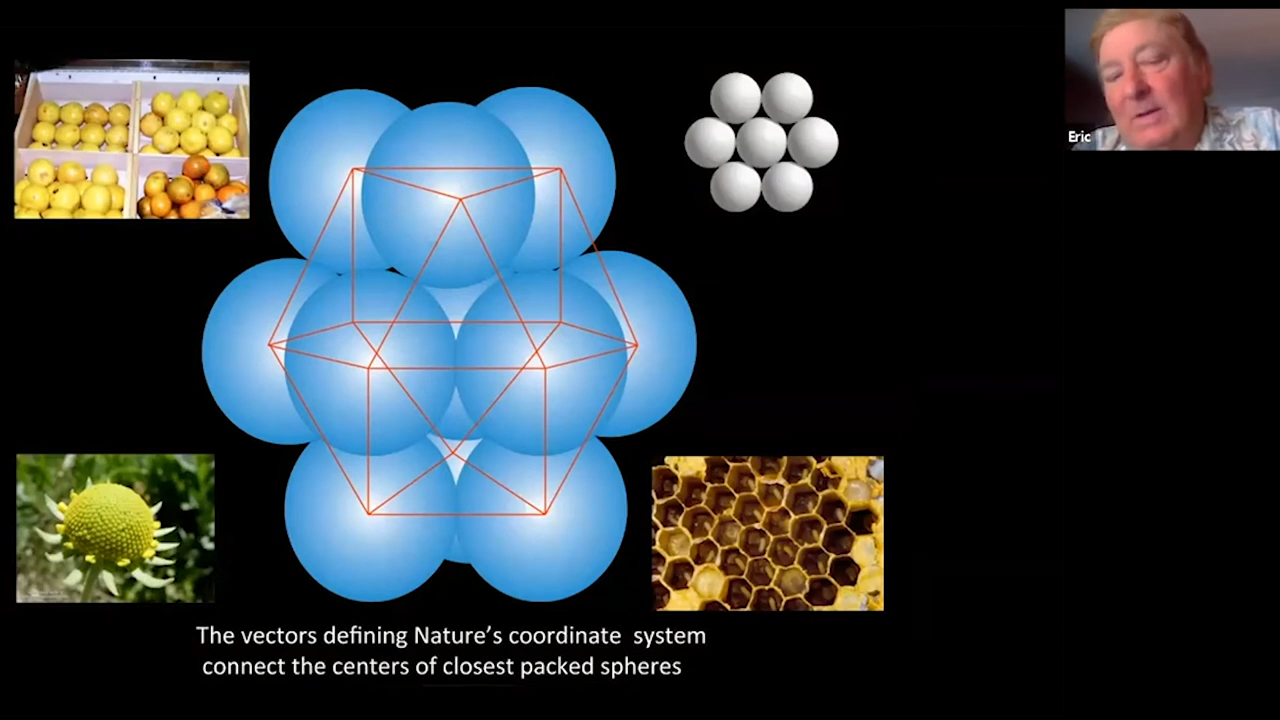 Eric
The vectors defining Nature's coordinate system
connect the centers of closest packed spheres